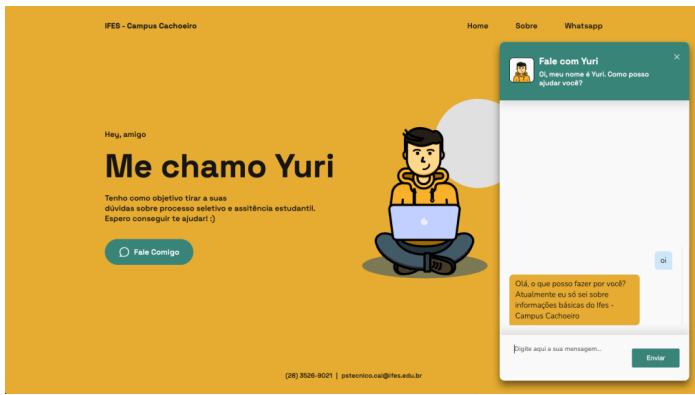 IFES - Campus Cachoeiro
Home
Sobre
Whatsapp
Hey, amigo
Me chamo Yuri
Tenho como objetivo tirar a suas
dúvidas sobre processo seletivo e assitência estudantil.
Espero conseguir te ajudar! :)
Fale Comigo
(28) 3526-9021 | pstecnico.cai@ifes.edu.br
Fale com Yuri
Oi, meu nome é Yuri. Como posso
ajudar você?
oi
Olá, o que posso fazer por você?
Atualmente eu só sei sobre
informações básicas do Ifes -
Campus Cachoeiro
Digite aqui a sua mensagem...
Enviar